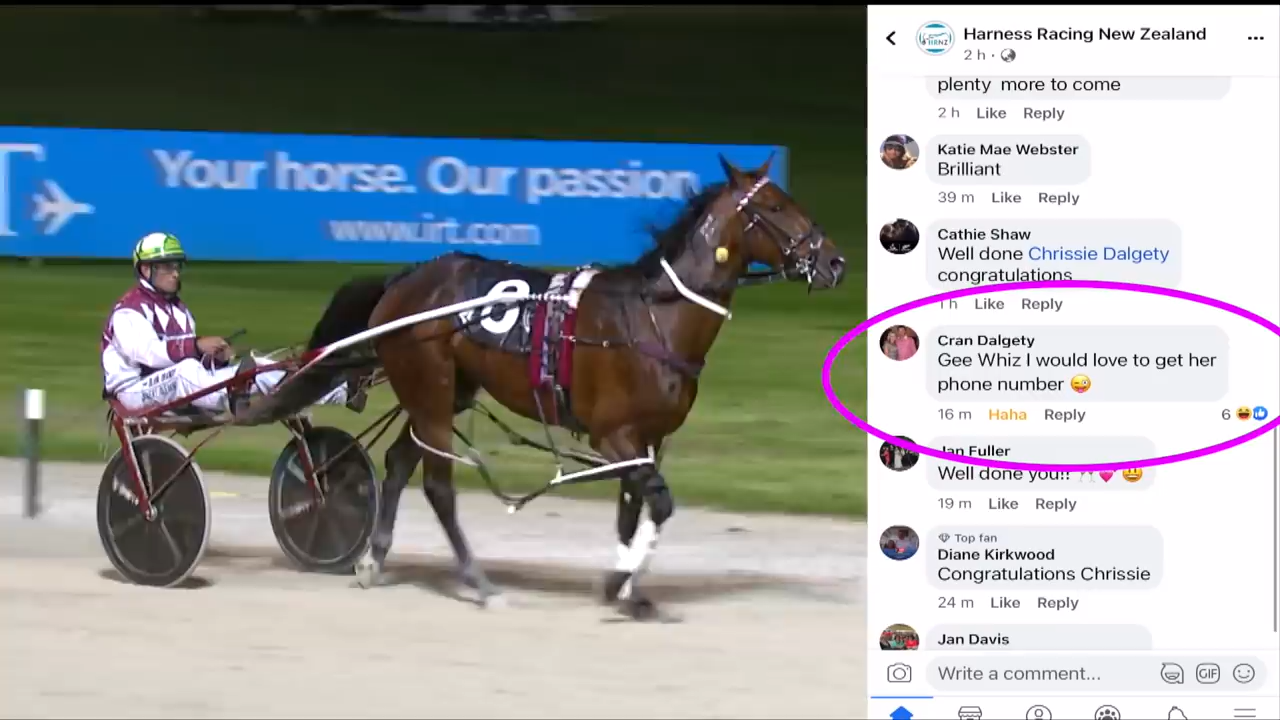 Your horse. Our passion
www.irt.com
T
8
Harness Racing New Zealand
2 h ·
HRNZ
plenty more to come
2 h Like Reply
Katie Mae Webster
Brilliant
39 m Like Reply
Cathie Shaw
Well done Chrissie Dalgety
congratulations
1 h Like Reply
Cran Dalgety
Gee Whiz I would love to get her
phone number 😜
16 m Haha Reply
6
Jan Fuller
Well done you!! 🥂💗😃
19 m Like Reply
Top fan
Diane Kirkwood
Congratulations Chrissie
24 m Like Reply
Jan Davis
Write a comment...
GIF